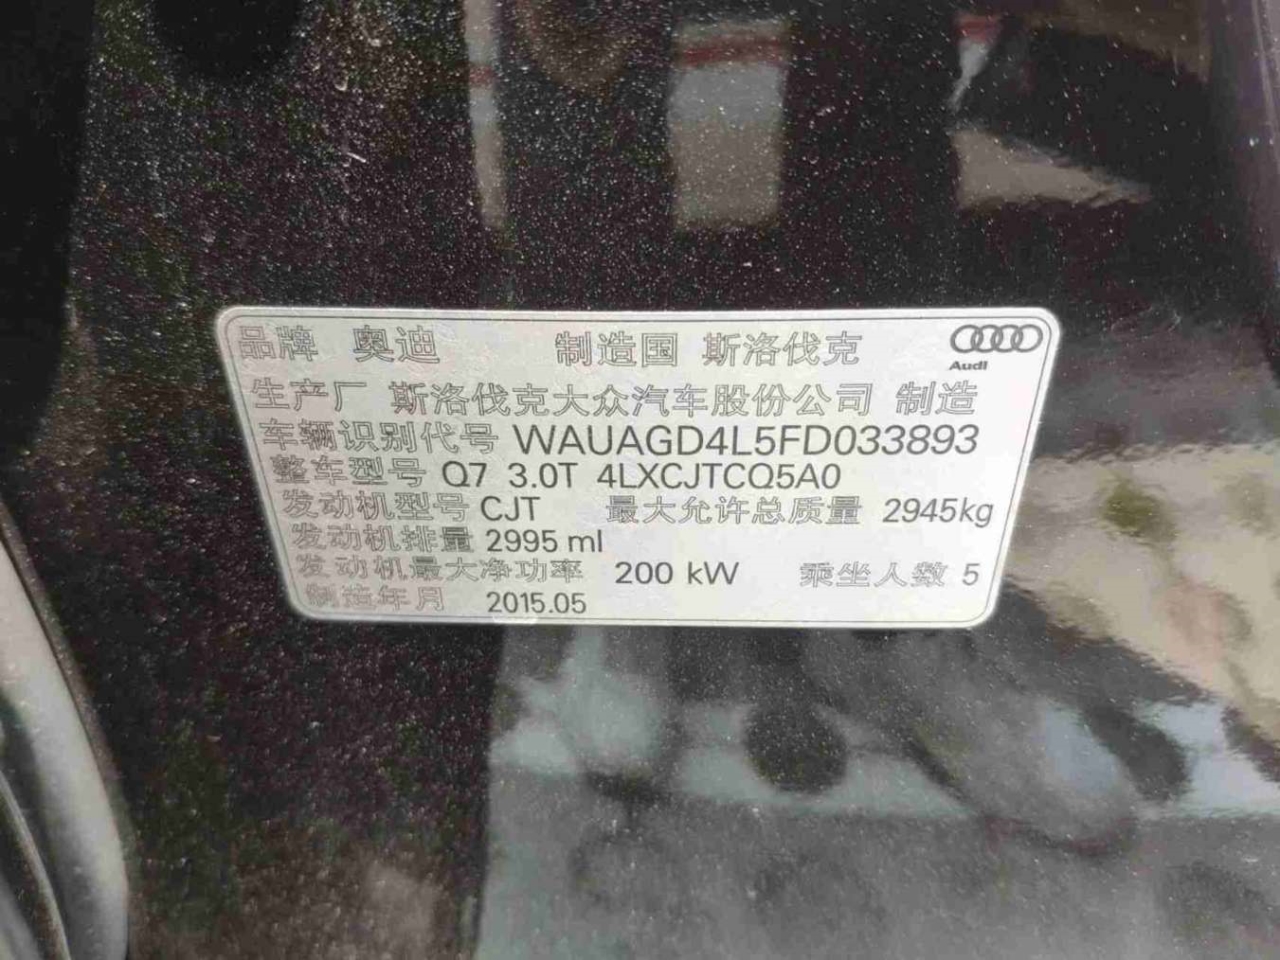 品牌 奥迪 制造国 斯洛伐克
Audi
生产厂 斯洛伐克大众汽车股份公司 制造
车辆识别代号 WAUAGD4L5FD033893
整车型号 Q7 3.0T 4LXCJTCQ5A0
发动机型号 CJT 最大允许总质量 2945kg
发动机排量 2995 ml
发动机最大净功率 200 kW 乘坐人数 5
制造年月 2015.05